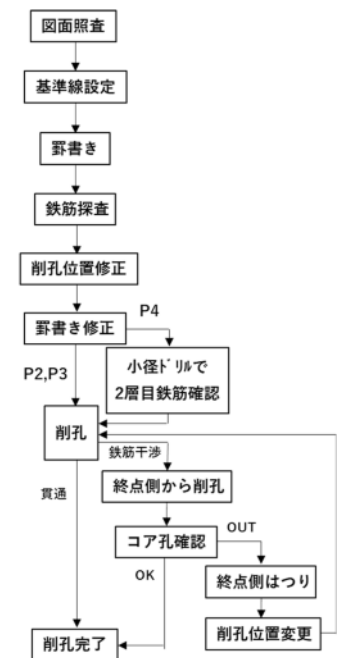 図面照査
基準線設定
罫書き
鉄筋探査
削孔位置修正
罫書き修正
P4
P2,P3
小径ドリルで
2層目鉄筋確認
削孔
鉄筋干渉
終点側から削孔
貫通
コア孔確認
OUT
OK
終点側はつり
削孔位置変更
削孔完了